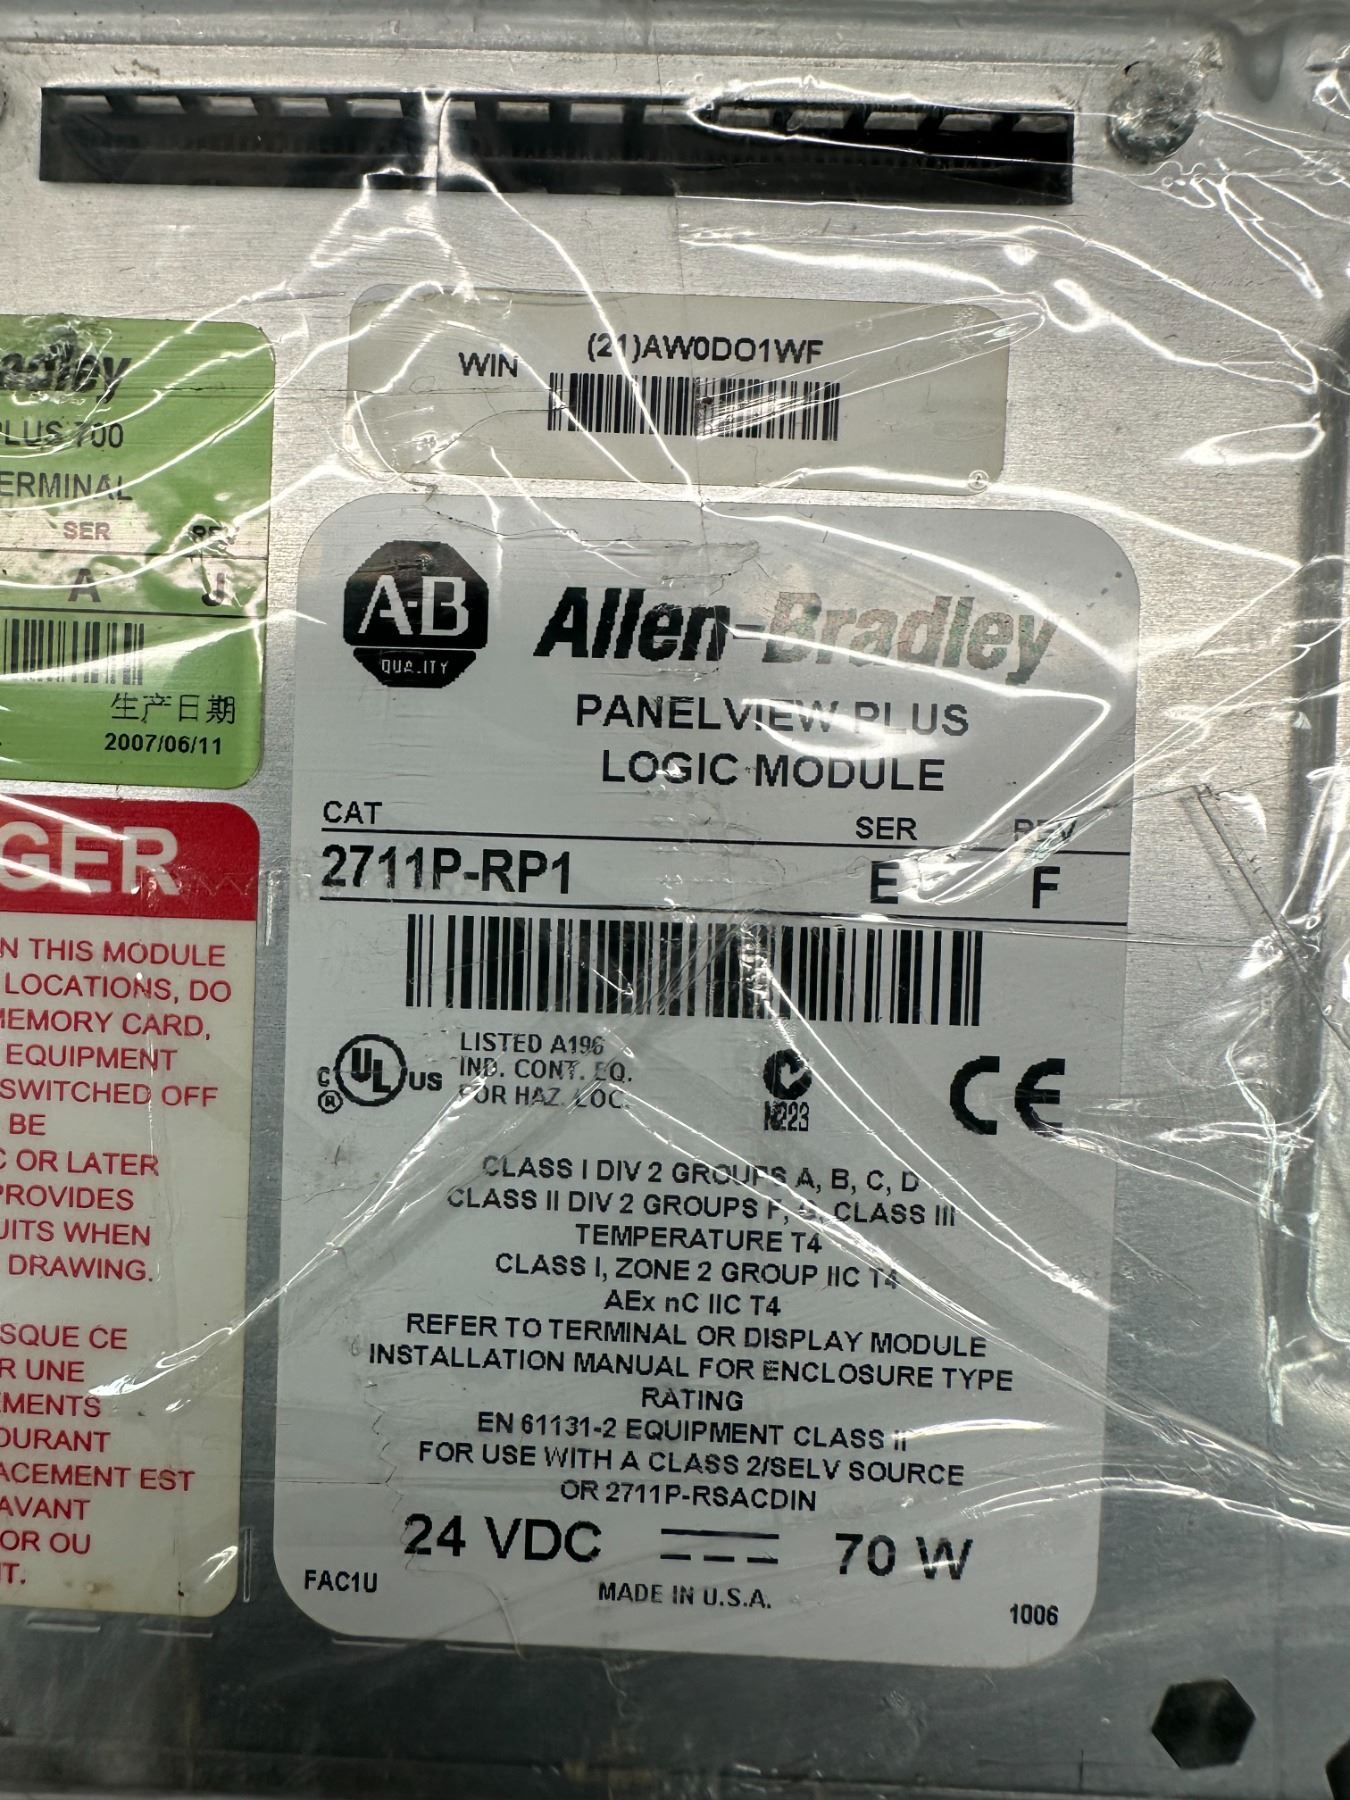 WIN (21)AW0DO1WF
PLUS 700
TERMINAL
SER REV
A J
生产日期
2007/06/11
A-B
QUALITY
Allen-Bradley
PANELVIEW PLUS
LOGIC MODULE
CAT SER REV
2711P-RP1 E F
C UL US
LISTED A196
IND. CONT. EQ.
FOR HAZ. LOC.
N223
CE
CLASS I DIV 2 GROUPS A, B, C, D
CLASS II DIV 2 GROUPS F, G, CLASS III
TEMPERATURE T4
CLASS I, ZONE 2 GROUP IIC T4
AEx nC IIC T4
REFER TO TERMINAL OR DISPLAY MODULE
INSTALLATION MANUAL FOR ENCLOSURE TYPE
RATING
EN 61131-2 EQUIPMENT CLASS II
FOR USE WITH A CLASS 2/SELV SOURCE
OR 2711P-RSACDIN
24 VDC 70 W
FAC1U
MADE IN U.S.A.
1006
GER
N THIS MODULE
LOCATIONS, DO
MEMORY CARD,
EQUIPMENT
SWITCHED OFF
BE
C OR LATER
PROVIDES
UITS WHEN
DRAWING.
SQUE CE
R UNE
EMENTS
OURANT
ACEMENT EST
AVANT
OR OU
T.